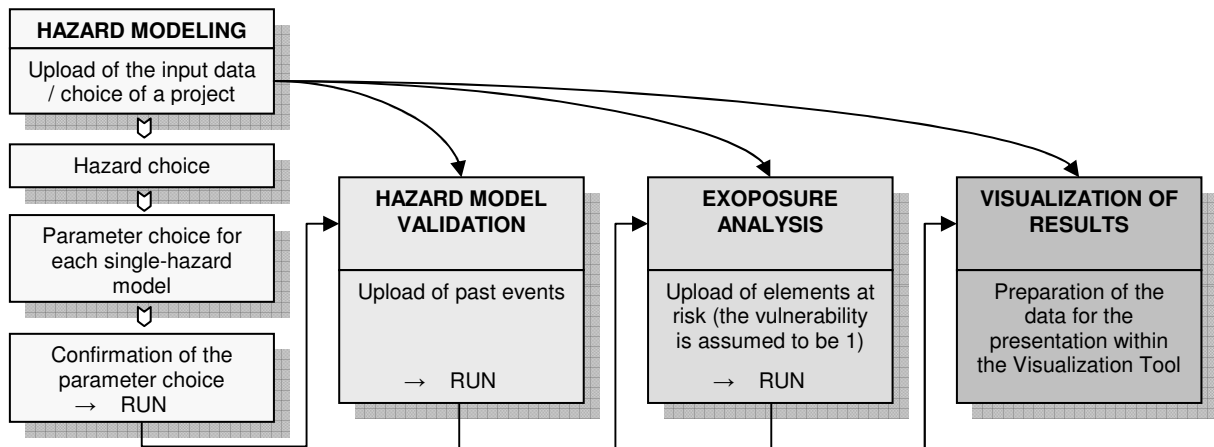 HAZARD MODELING
Upload of the input data
/ choice of a project
Hazard choice
Parameter choice for
each single-hazard
model
Confirmation of the
parameter choice
→ RUN
HAZARD MODEL
VALIDATION
Upload of past events
→ RUN
EXOPOSURE
ANALYSIS
Upload of elements at
risk (the vulnerability
is assumed to be 1)
→ RUN
VISUALIZATION OF
RESULTS
Preparation of the
data for the
presentation within
the Visualization Tool